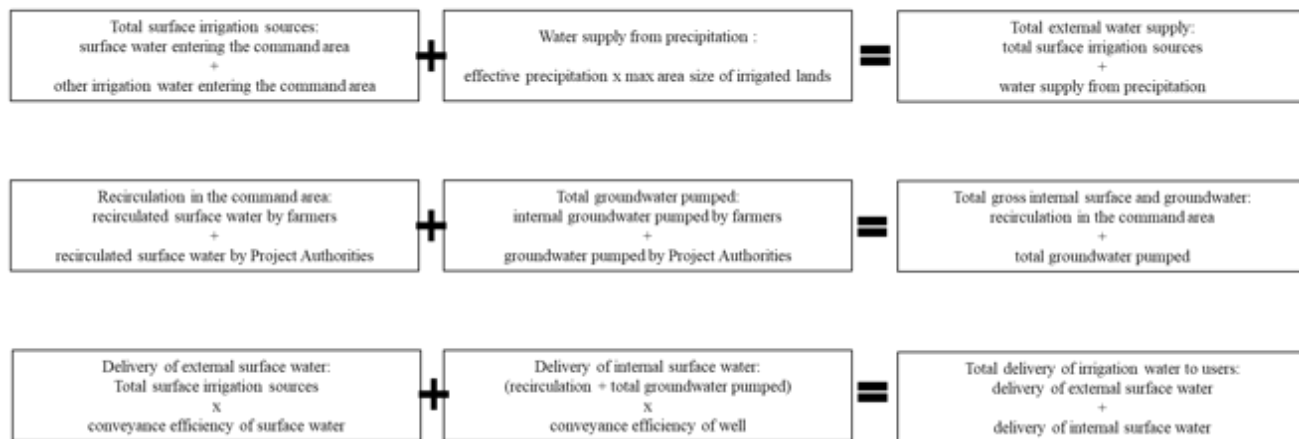 Total surface irrigation sources:
surface water entering the command area
+
other irrigation water entering the command area
+
Water supply from precipitation :
effective precipitation x max area size of irrigated lands
=
Total external water supply:
total surface irrigation sources
+
water supply from precipitation
Recirculation in the command area:
recirculated surface water by farmers
+
recirculated surface water by Project Authorities
+
Total groundwater pumped:
internal groundwater pumped by farmers
+
groundwater pumped by Project Authorities
=
Total gross internal surface and groundwater:
recirculation in the command area
+
total groundwater pumped
Delivery of external surface water:
Total surface irrigation sources
x
conveyance efficiency of surface water
+
Delivery of internal surface water:
(recirculation + total groundwater pumped)
x
conveyance efficiency of well
=
Total delivery of irrigation water to users:
delivery of external surface water
+
delivery of internal surface water